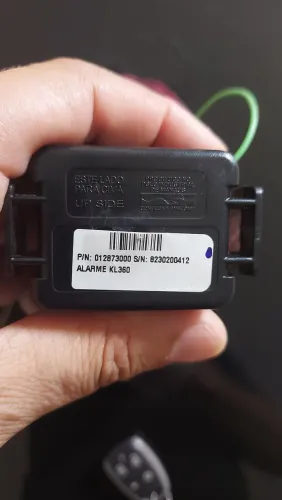 ESTE LADO
PARA CIMA
UP SIDE
P/N: 012873000 S/N: 8230200412
ALARME KL360